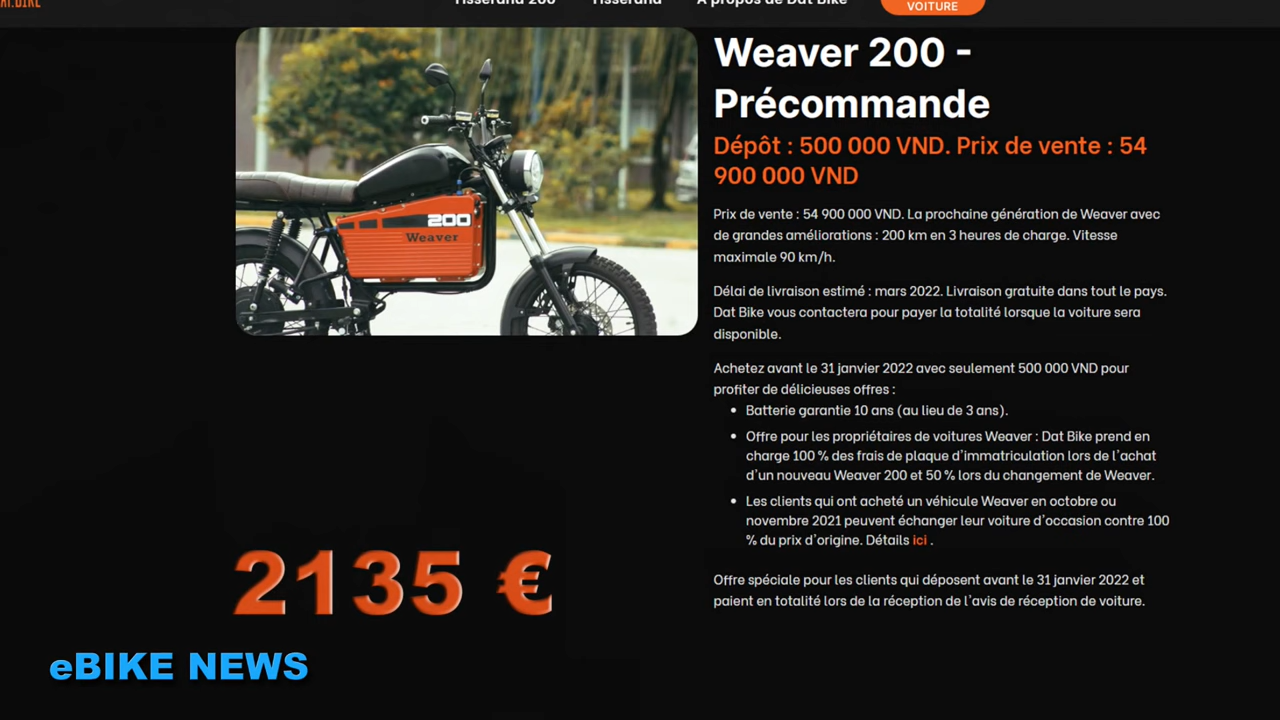 Tisserand 200 Tisserand À propos de Dat Bike VOITURE
Weaver 200 -
Précommande
Dépôt : 500 000 VND. Prix de vente : 54
900 000 VND
Prix de vente : 54 900 000 VND. La prochaine génération de Weaver avec
de grandes améliorations : 200 km en 3 heures de charge. Vitesse
maximale 90 km/h.
Délai de livraison estimé : mars 2022. Livraison gratuite dans tout le pays.
Dat Bike vous contactera pour payer la totalité lorsque la voiture sera
disponible.
Achetez avant le 31 janvier 2022 avec seulement 500 000 VND pour
profiter de délicieuses offres :
• Batterie garantie 10 ans (au lieu de 3 ans).
• Offre pour les propriétaires de voitures Weaver : Dat Bike prend en
charge 100 % des frais de plaque d'immatriculation lors de l'achat
d'un nouveau Weaver 200 et 50 % lors du changement de Weaver.
• Les clients qui ont acheté un véhicule Weaver en octobre ou
novembre 2021 peuvent échanger leur voiture d'occasion contre 100
% du prix d'origine. Détails ici .
Offre spéciale pour les clients qui déposent avant le 31 janvier 2022 et
paient en totalité lors de la réception de l'avis de réception de voiture.
200
Weaver
2135 €
eBIKE NEWS